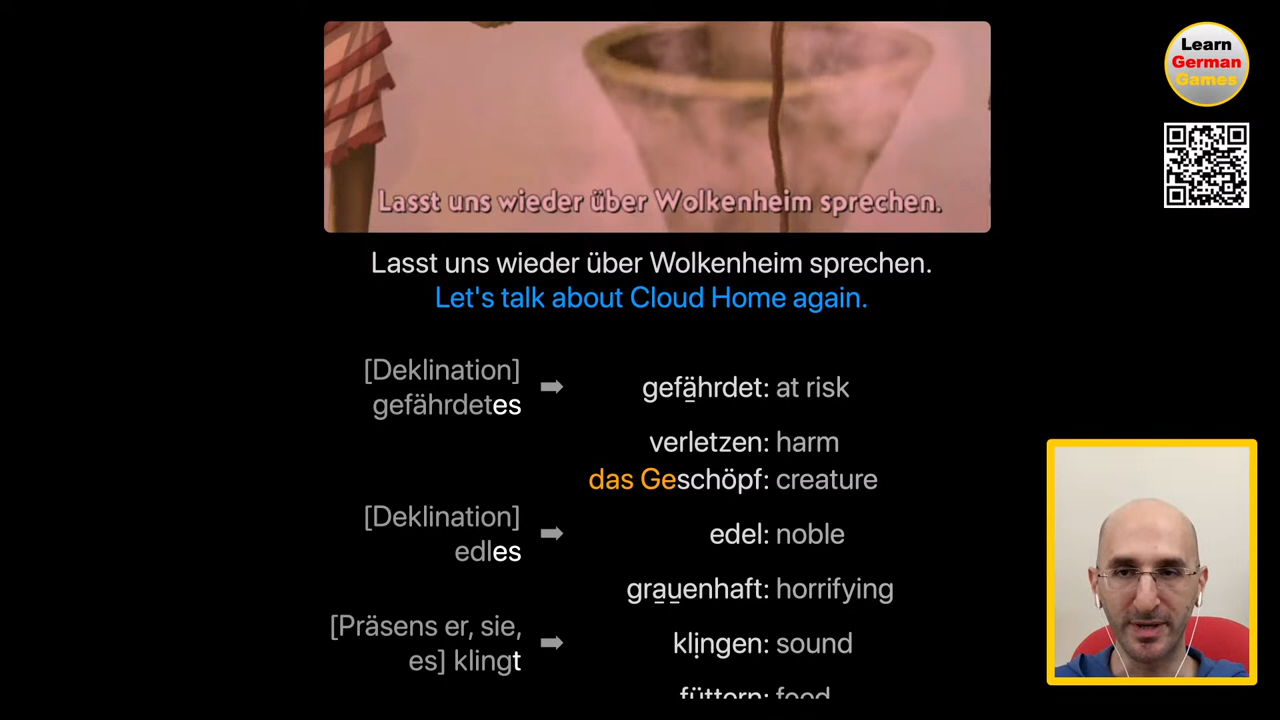 Learn
German
Games
Lasst uns wieder über Wolkenheim sprechen.
Lasst uns wieder über Wolkenheim sprechen.
Let's talk about Cloud Home again.
[Deklination]
gefährdetes ➡ gefährdet: at risk
verletzen: harm
das Geschöpf: creature
[Deklination]
edles ➡ edel: noble
grauenhaft: horrifying
[Präsens er, sie,
es] klingt ➡ klingen: sound
füttern: feed